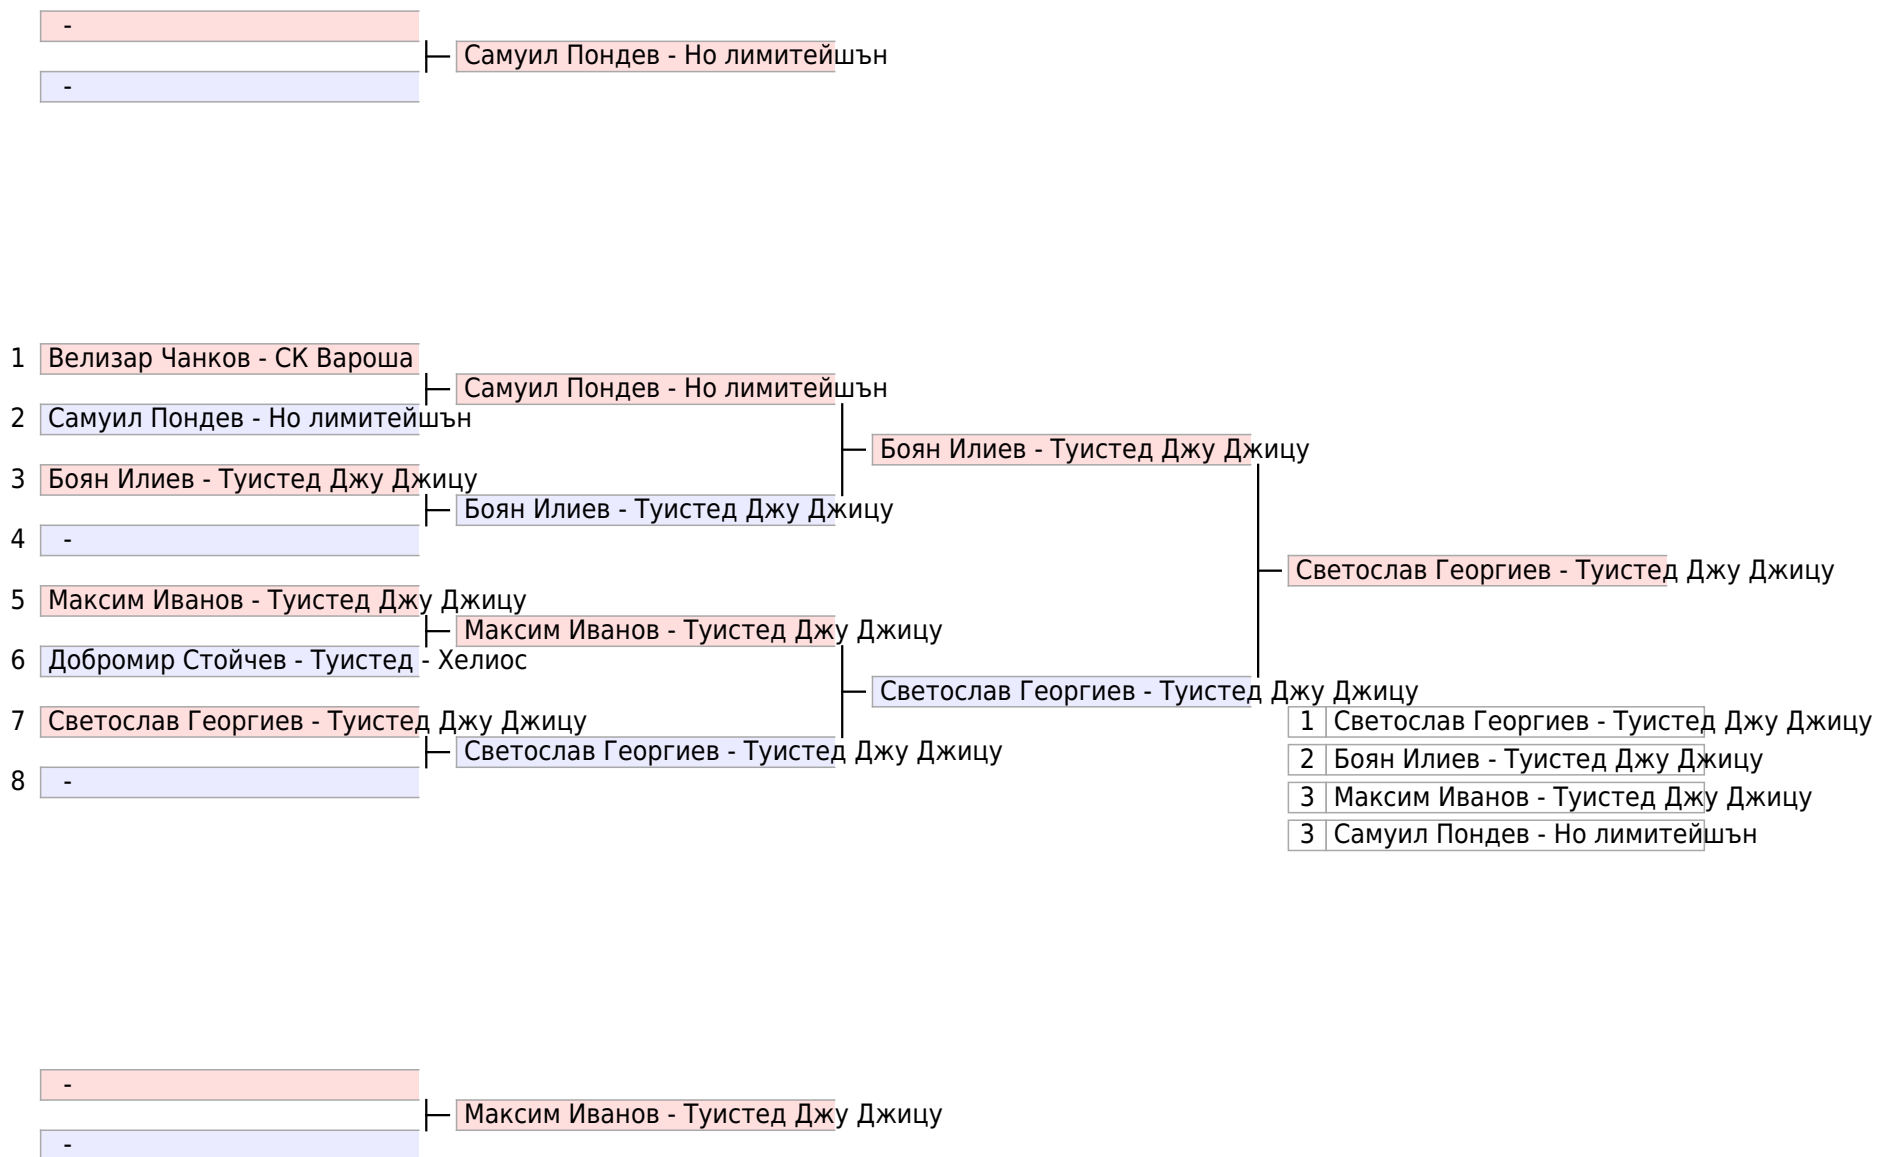 -
Самуил Пондев - Но лимитейшън
-
1 Велизар Чанков - СК Вароша
Самуил Пондев - Но лимитейшън
2 Самуил Пондев - Но лимитейшън
Боян Илиев - Туистед Джу Джицу
3 Боян Илиев - Туистед Джу Джицу
Боян Илиев - Туистед Джу Джицу
4 -
Светослав Георгиев - Туистед Джу Джицу
5 Максим Иванов - Туистед Джу Джицу
Максим Иванов - Туистед Джу Джицу
6 Добромир Стойчев - Туистед - Хелиос
Светослав Георгиев - Туистед Джу Джицу
7 Светослав Георгиев - Туистед Джу Джицу
1 Светослав Георгиев - Туистед Джу Джицу
Светослав Георгиев - Туистед Джу Джицу
2 Боян Илиев - Туистед Джу Джицу
8 -
3 Максим Иванов - Туистед Джу Джицу
3 Самуил Пондев - Но лимитейшън
-
Максим Иванов - Туистед Джу Джицу
-